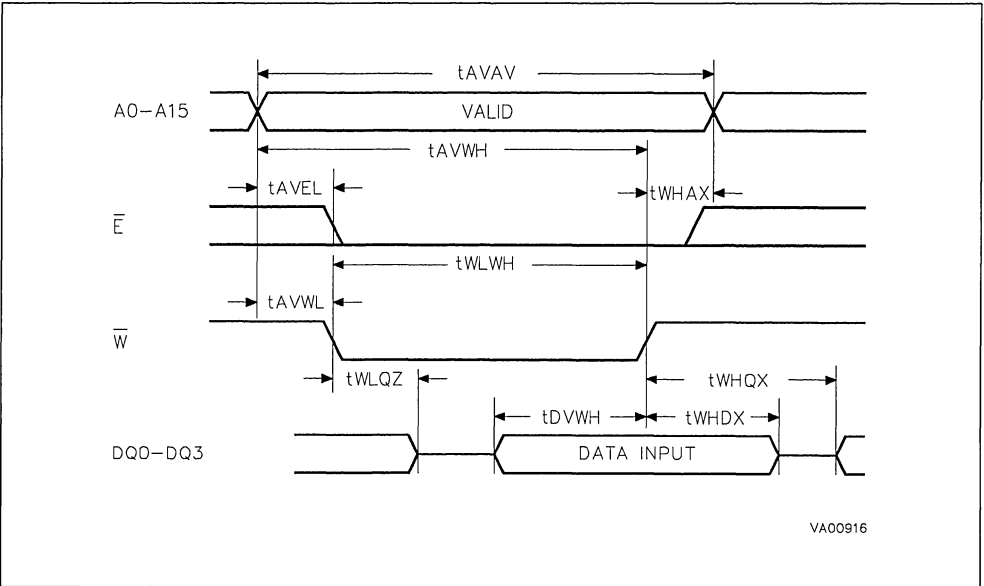 tAVAV
A0-A15
VALID
tAVWH
tAVEL
tWHAX
E
tWLWH
tAVWL
W
tWLQZ
tWHQX
tDVWH
tWHDX
DQ0-DQ3
DATA INPUT
VA00916